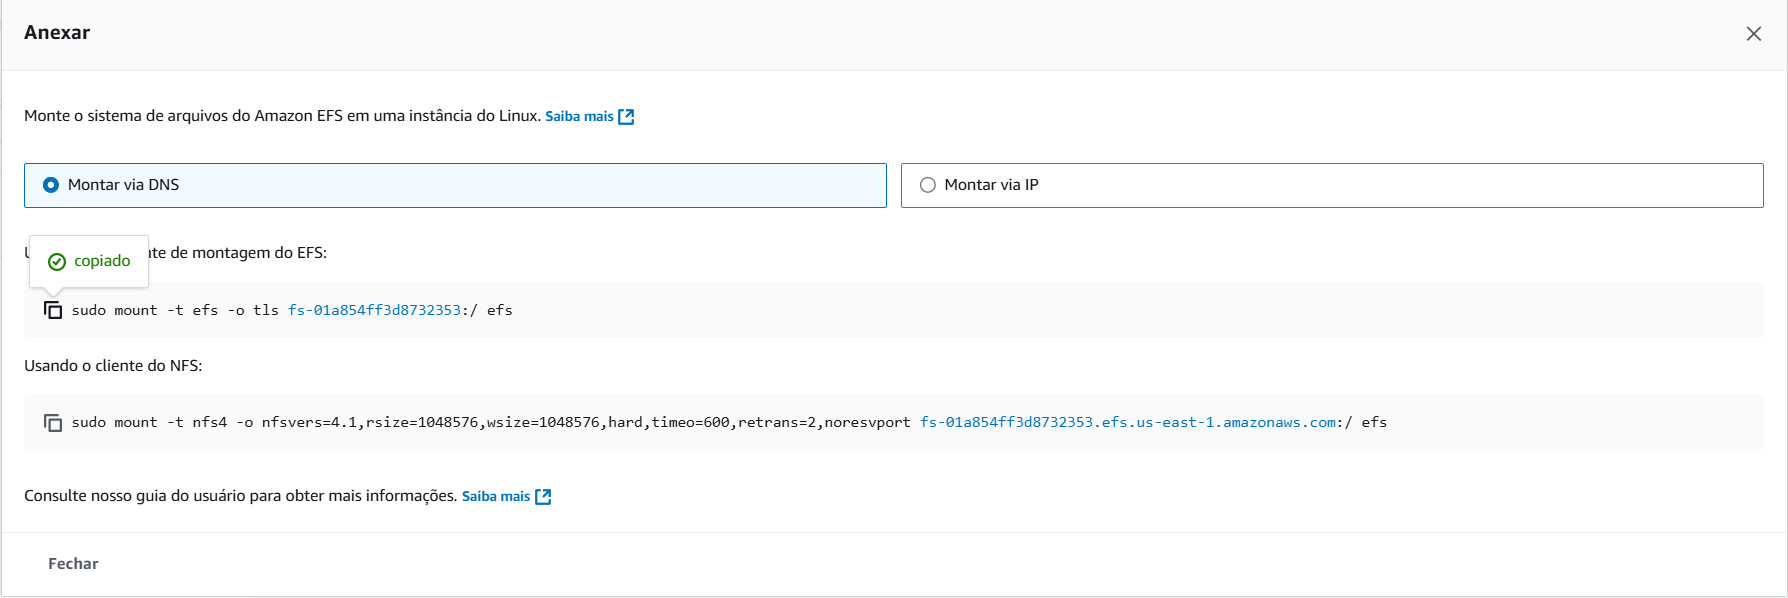 Anexar
Monte o sistema de arquivos do Amazon EFS em uma instância do Linux. Saiba mais
Montar via DNS
Montar via IP
copiado
de montagem do EFS:
sudo mount -t efs -o tls fs-01a854ff3d8732353:/ efs
Usando o cliente do NFS:
sudo mount -t nfs4 -o nfsvers=4.1,rsize=1048576,wsize=1048576,hard,timeo=600,retrans=2,noresvport fs-01a854ff3d8732353.efs.us-east-1.amazonaws.com:/ efs
Consulte nosso guia do usuário para obter mais informações. Saiba mais
Fechar